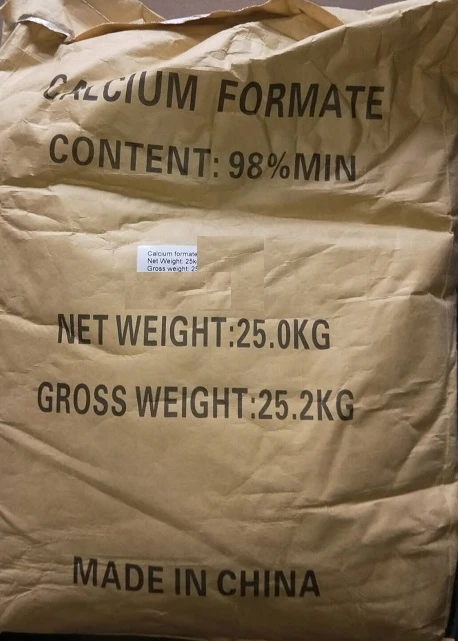 CALCIUM FORMATE
CONTENT: 98%MIN
Calcium formate
Net Weight: 25k
Gross weight: 25
NET WEIGHT:25.0KG
GROSS WEIGHT:25.2KG
MADE IN CHINA